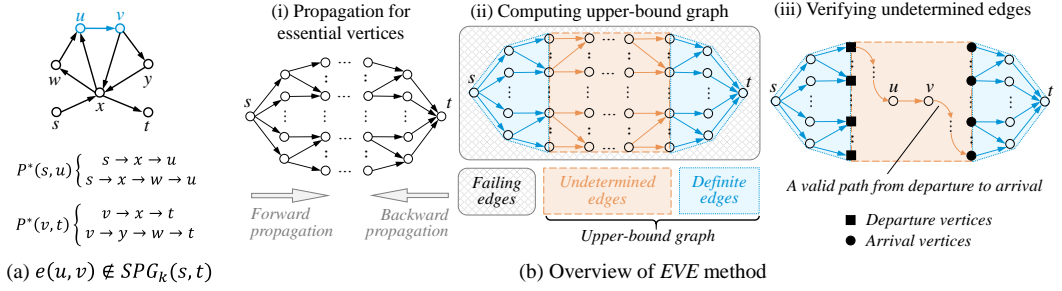 u
v
w
x
y
s
t
P*(s,u) { s → x → u
s → x → w → u
P*(v,t) { v → x → t
v → y → w → t
(a) e(u,v) ∉ SPG_k(s,t)
(i) Propagation for
essential vertices
s
t
... ...
Forward
propagation
Backward
propagation
(ii) Computing upper-bound graph
s
t
... ...
Failing
edges
Undetermined
edges
Definite
edges
Upper-bound graph
(iii) Verifying undetermined edges
s
u
v
t
A valid path from departure to arrival
■ Departure vertices
● Arrival vertices
(b) Overview of EVE method